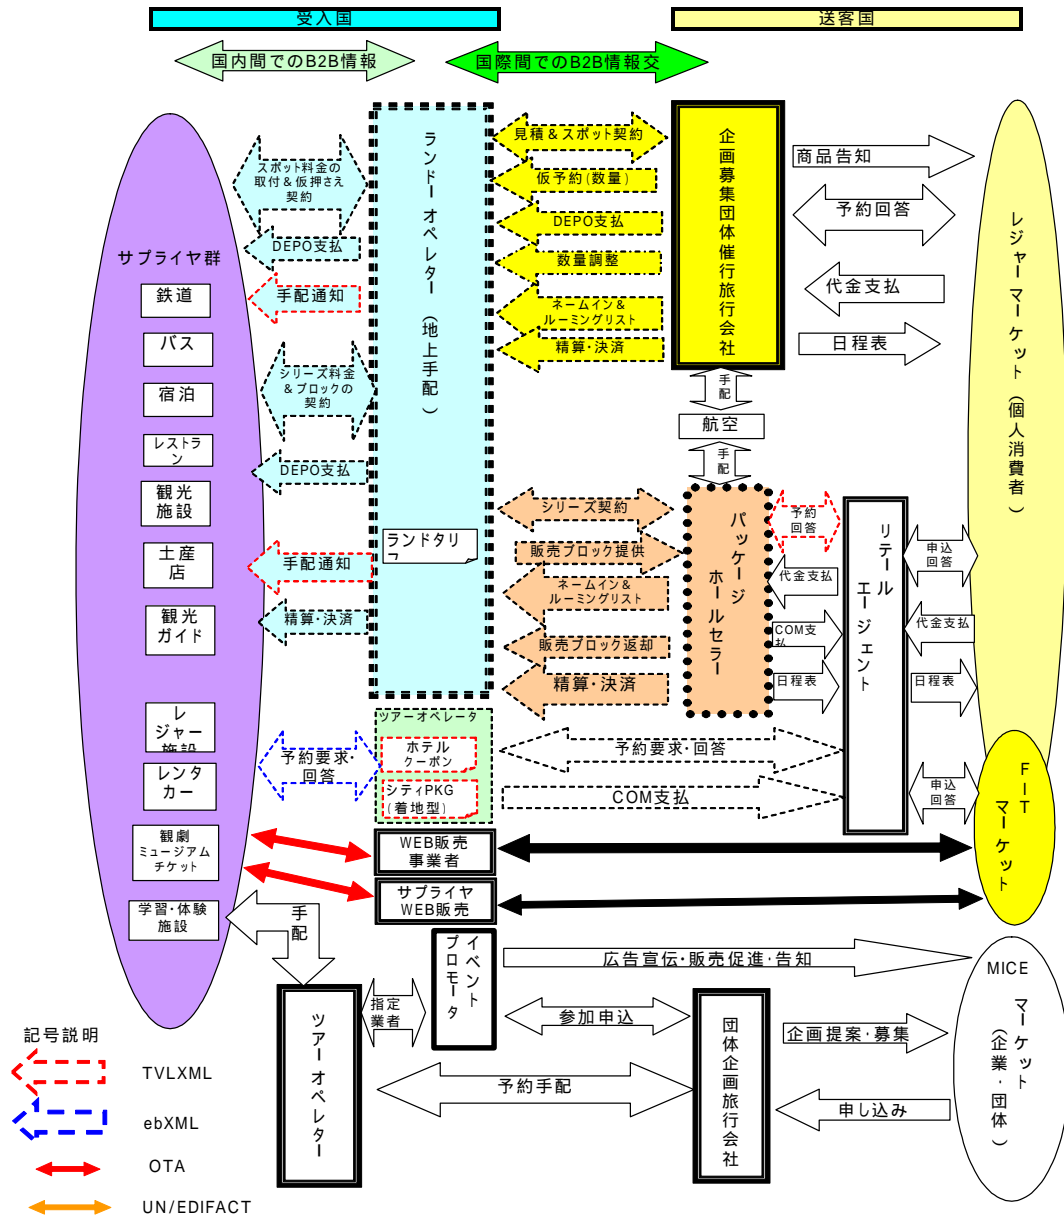 受入国
送客国
国内間でのB2B情報
国際間でのB2B情報交
サプライヤ群
鉄道
バス
宿泊
レストラ
ン
観光
施設
土産
店
観光
ガイド
レ
ジャー
施設
レンタ
カー
観劇
ミュージアム
チケット
学習・体験
施設
スポット料金の
取付&仮押さえ
契約
DEPO支払
手配通知
シリーズ料金
&ブロックの
契約
DEPO支払
手配通知
精算・決済
予約要求・
回答
手配
ランドーオペレター (地上手配)
ランドタリ
フ
ツアーオペレータ
ホテル
クーポン
シティPKG
(着地型)
WEB販売
事業者
サプライヤ
WEB販売
イベント
プロモータ
ツアーオペレター
指定
業者
見積&スポット契約
仮予約(数量)
DEPO支払
数量調整
ネームイン&
ルーミングリスト
精算・決済
シリーズ契約
販売ブロック提供
ネームイン&
ルーミングリスト
販売ブロック返却
精算・決済
予約要求・回答
COM支払
広告宣伝・販売促進・告知
参加申込
予約手配
企画募集団体催行旅行会社
手配
航空
手配
パッケージ
ホールセラー
団体企画旅行会社
商品告知
予約回答
代金支払
日程表
予約
回答
代金支払
COM支
払
日程表
リテール
エージェント
申込
回答
代金支払
日程表
申込
回答
企画提案・募集
申し込み
レジャーマーケット(個人消費者)
FIT
マーケット
MICE
マーケット
(企業・団体)
記号説明
TVLXML
ebXML
OTA
UN/EDIFACT